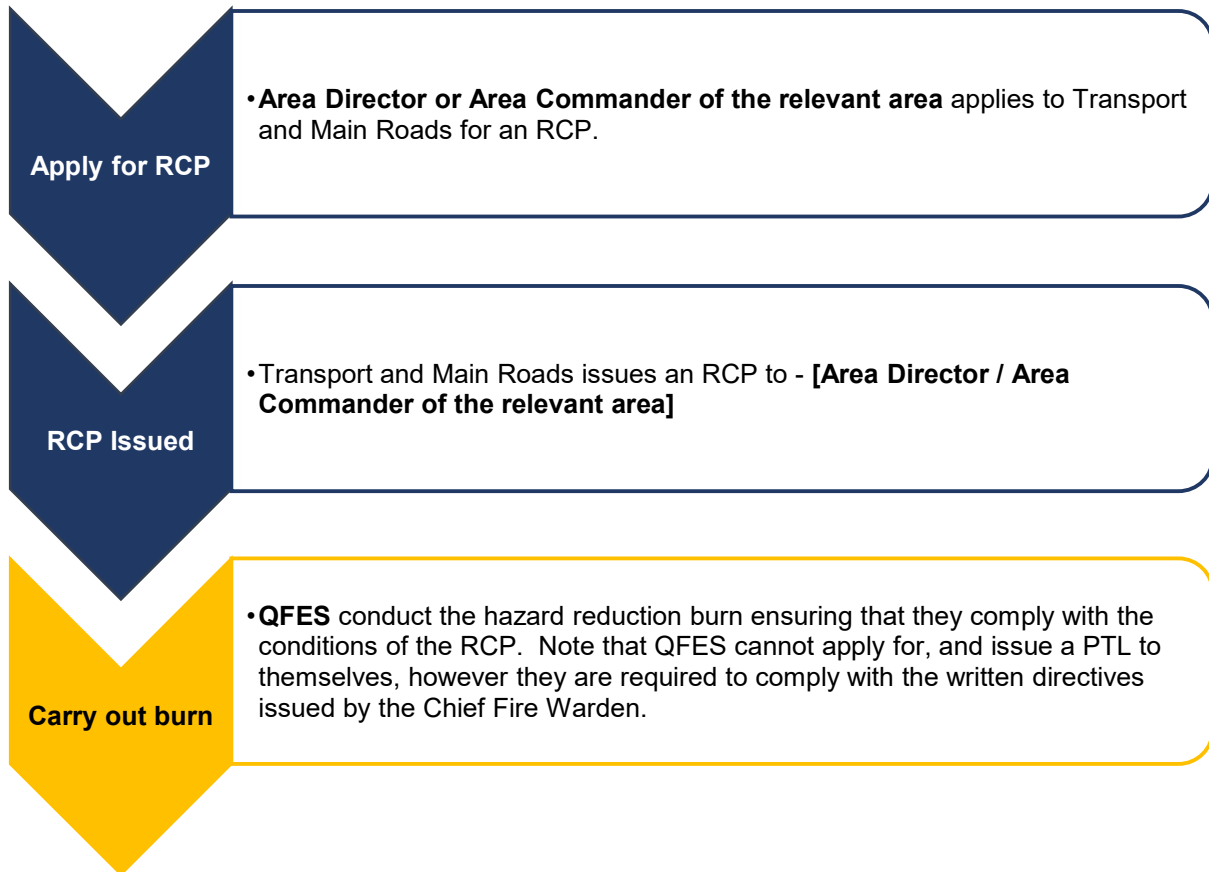 Apply for RCP
•Area Director or Area Commander of the relevant area applies to Transport
and Main Roads for an RCP.
RCP Issued
•Transport and Main Roads issues an RCP to - [Area Director / Area
Commander of the relevant area]
Carry out burn
•QFES conduct the hazard reduction burn ensuring that they comply with the
conditions of the RCP.  Note that QFES cannot apply for, and issue a PTL to
themselves, however they are required to comply with the written directives
issued by the Chief Fire Warden.